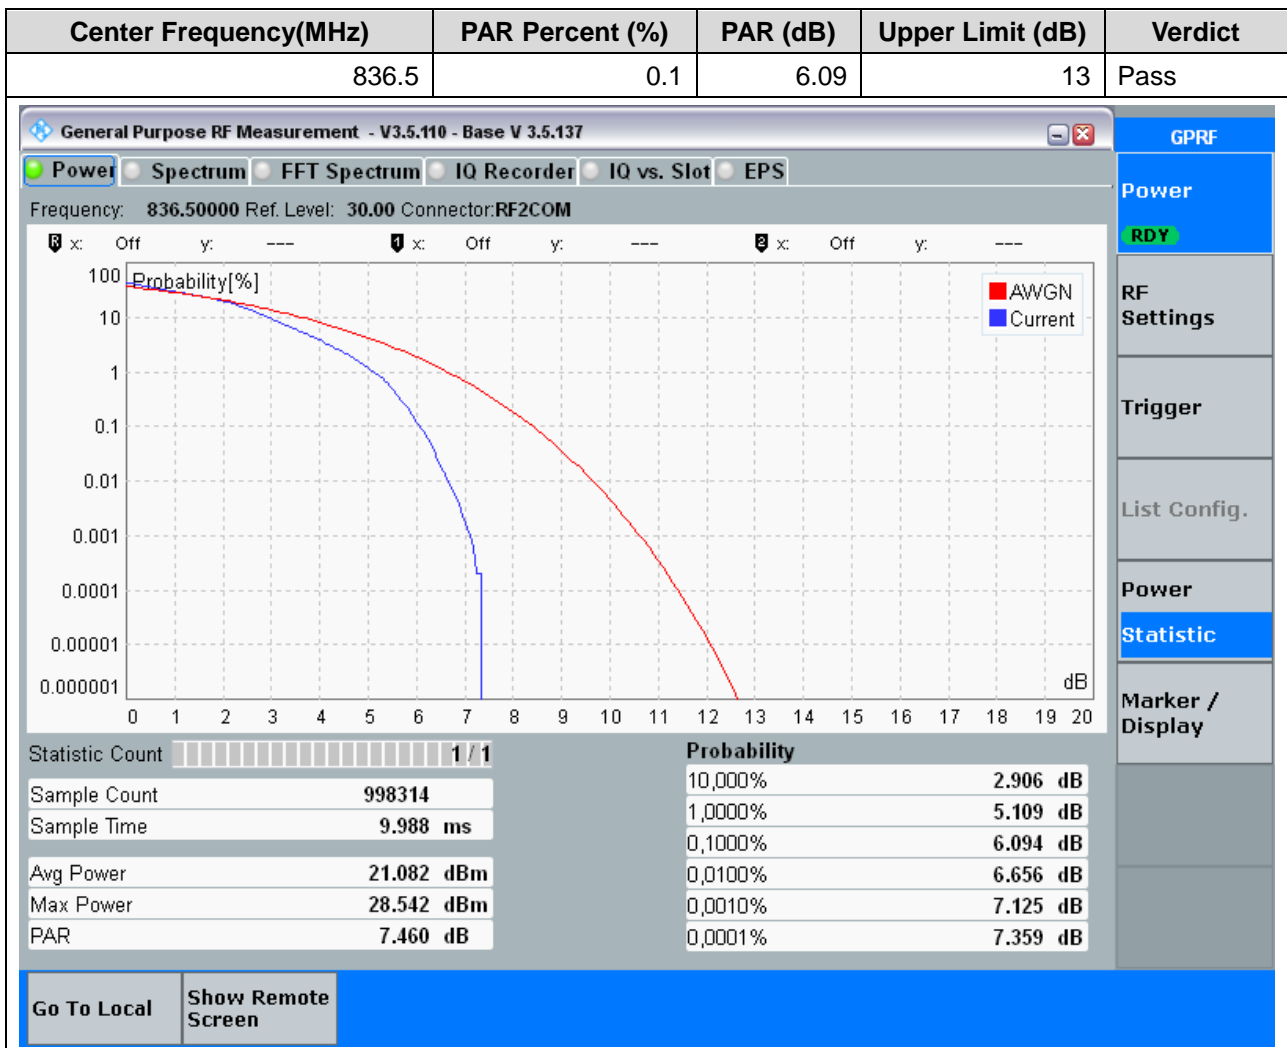 Center Frequency(MHz) PAR Percent (%) PAR (dB) Upper Limit (dB) Verdict
836.5 0.1 6.09 13 Pass
General Purpose RF Measurement - V3.5.110 - Base V 3.5.137
GPRF
Power Spectrum FFT Spectrum IQ Recorder IQ vs. Slot EPS
Frequency: 836.50000 Ref. Level: 30.00 Connector:RF2COM
R x: Off y: --- 1 x: Off y: --- 2 x: Off y: ---
Probability[%]
100
10
1
0.1
0.01
0.001
0.0001
0.00001
0.000001
AWGN
Current
dB
0 1 2 3 4 5 6 7 8 9 10 11 12 13 14 15 16 17 18 19 20
Statistic Count 1 / 1
Sample Count 998314
Sample Time 9.988 ms
Avg Power 21.082 dBm
Max Power 28.542 dBm
PAR 7.460 dB
Probability
10,000% 2.906 dB
1,0000% 5.109 dB
0,1000% 6.094 dB
0,0100% 6.656 dB
0,0010% 7.125 dB
0,0001% 7.359 dB
Power
RDY
RF
Settings
Trigger
List Config.
Power
Statistic
Marker /
Display
Go To Local
Show Remote
Screen